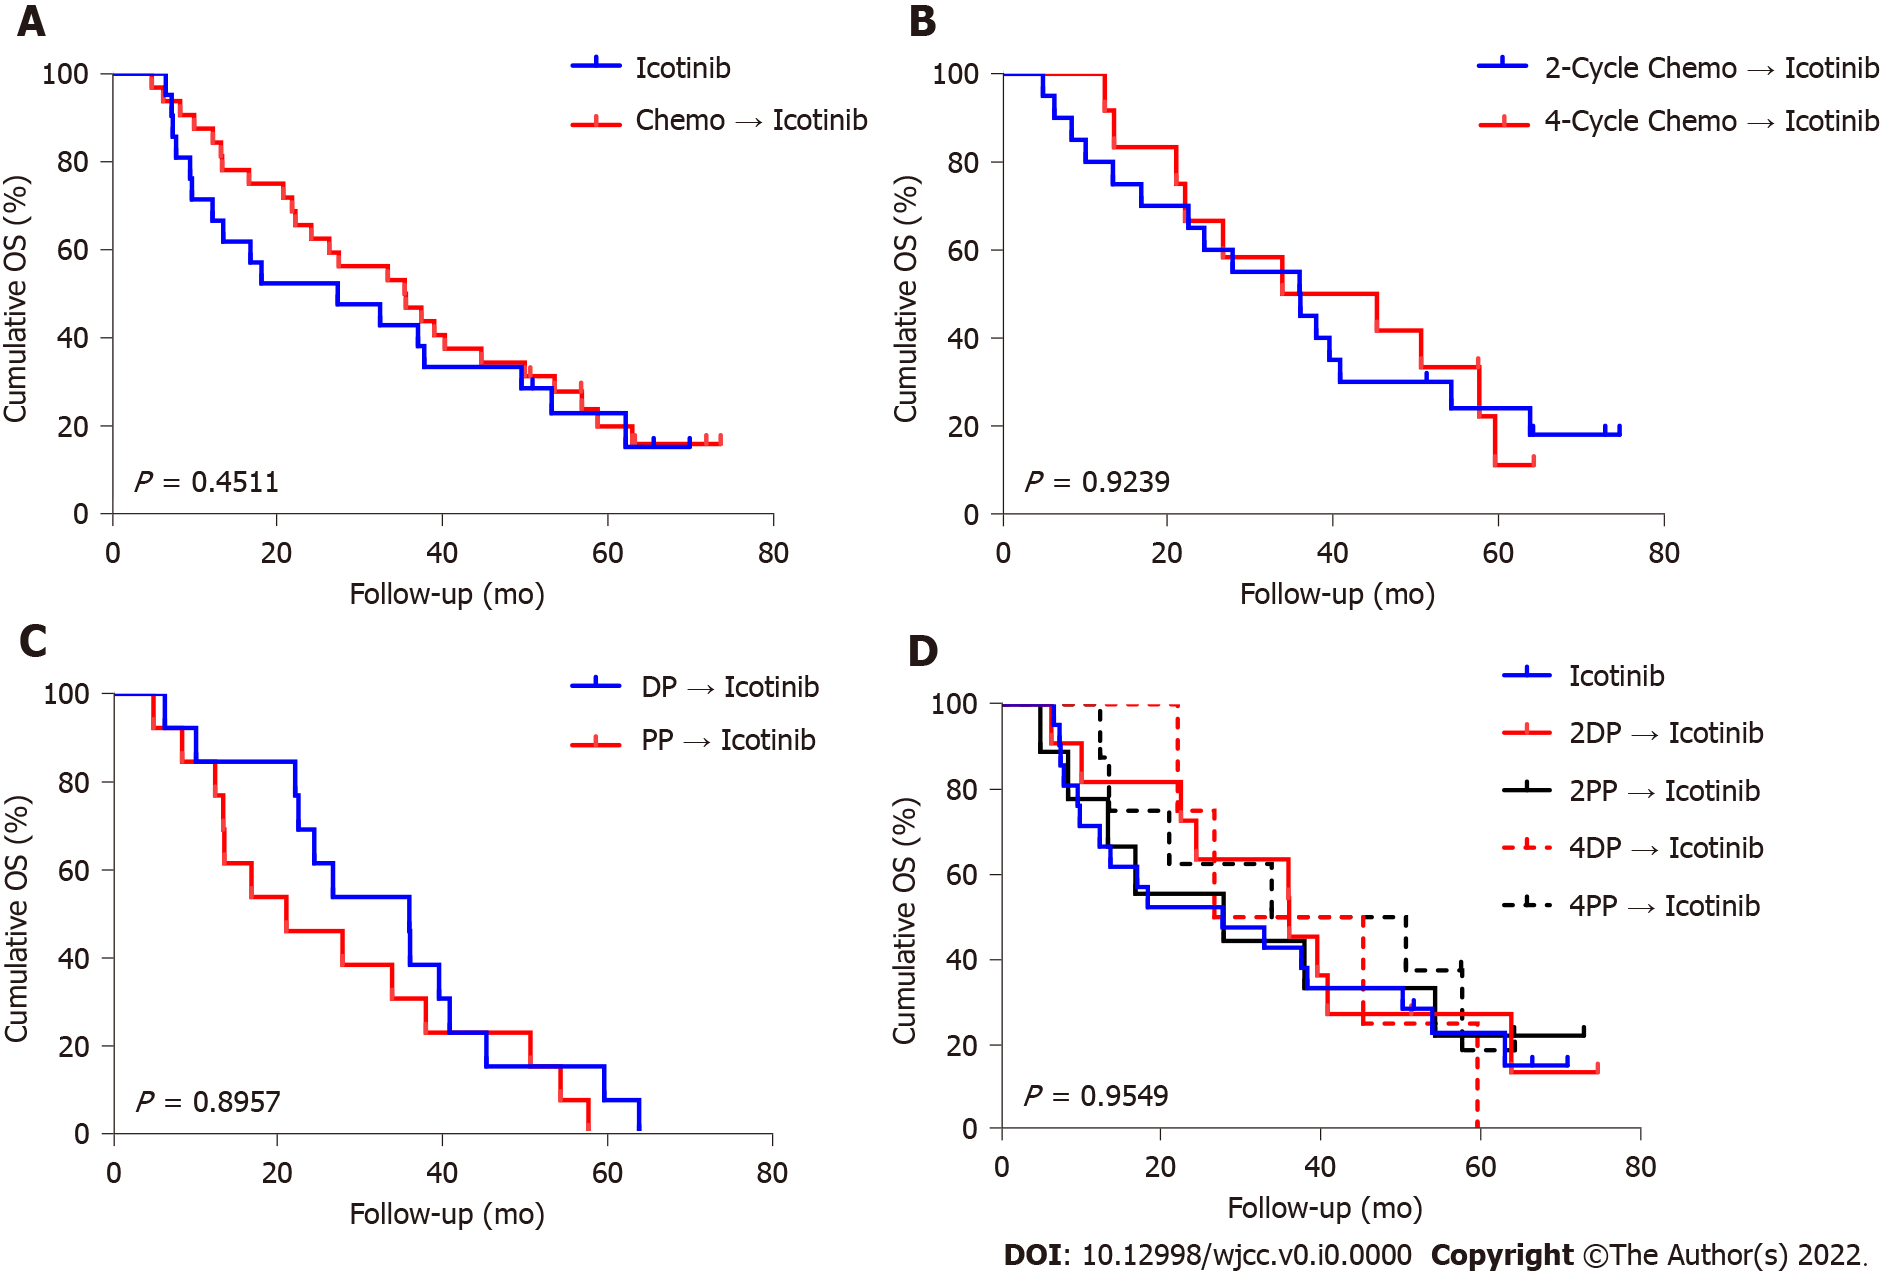 A
Icotinib
Chemo → Icotinib
100
80
60
40
20
0
Cumulative OS (%)
P = 0.4511
0 20 40 60 80
Follow-up (mo)
B
2-Cycle Chemo → Icotinib
4-Cycle Chemo → Icotinib
100
80
60
40
20
0
Cumulative OS (%)
P = 0.9239
0 20 40 60 80
Follow-up (mo)
C
DP → Icotinib
PP → Icotinib
100
80
60
40
20
0
Cumulative OS (%)
P = 0.8957
0 20 40 60 80
Follow-up (mo)
D
Icotinib
2DP → Icotinib
2PP → Icotinib
4DP → Icotinib
4PP → Icotinib
100
80
60
40
20
0
Cumulative OS (%)
P = 0.9549
0 20 40 60 80
Follow-up (mo)
DOI: 10.12998/wjcc.v0.i0.0000 Copyright ©The Author(s) 2022.